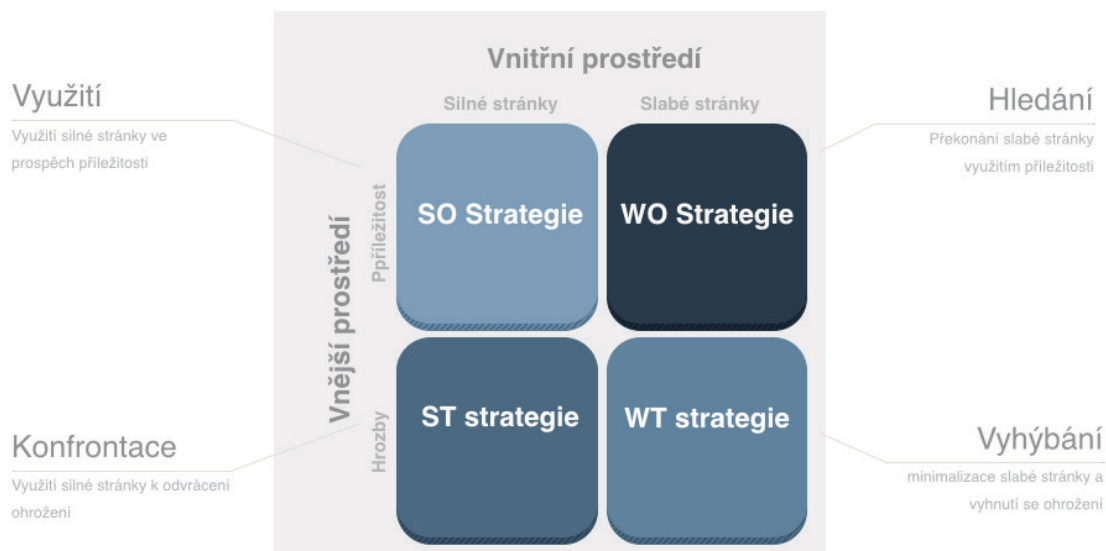 Vnitřní prostředí
Silné stránky
Slabé stránky
Využití
Využití silné stránky ve
prospěch příležitosti
Hledání
Překonání slabé stránky
využitím příležitosti
Vnější prostředí
Ppříležitost
SO Strategie
WO Strategie
Hrozby
ST strategie
WT strategie
Konfrontace
Využití silné stránky k odvrácení
ohrožení
Vyhýbání
minimalizace slabé stránky a
vyhnutí se ohrožení